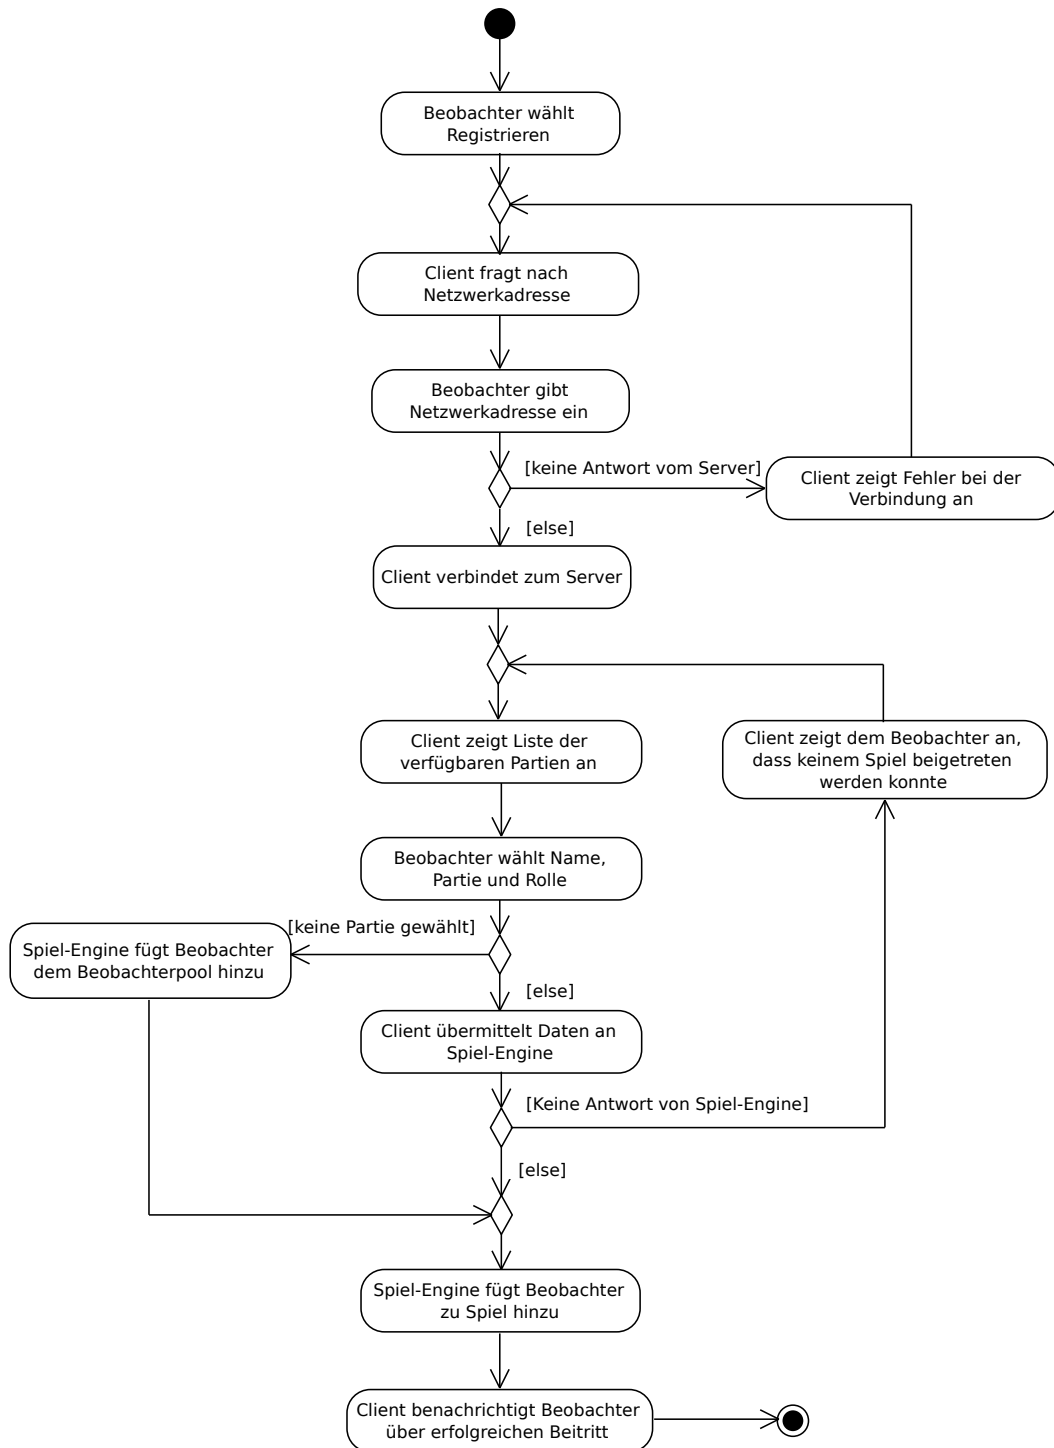 Beobachter wählt
Registrieren
Client fragt nach
Netzwerkadresse
Beobachter gibt
Netzwerkadresse ein
[keine Antwort vom Server]
Client zeigt Fehler bei der
Verbindung an
[else]
Client verbindet zum Server
Client zeigt Liste der
verfügbaren Partien an
Client zeigt dem Beobachter an,
dass keinem Spiel beigetreten
werden konnte
Beobachter wählt Name,
Partie und Rolle
[keine Partie gewählt]
Spiel-Engine fügt Beobachter
dem Beobachterpool hinzu
[else]
Client übermittelt Daten an
Spiel-Engine
[Keine Antwort von Spiel-Engine]
[else]
Spiel-Engine fügt Beobachter
zu Spiel hinzu
Client benachrichtigt Beobachter
über erfolgreichen Beitritt